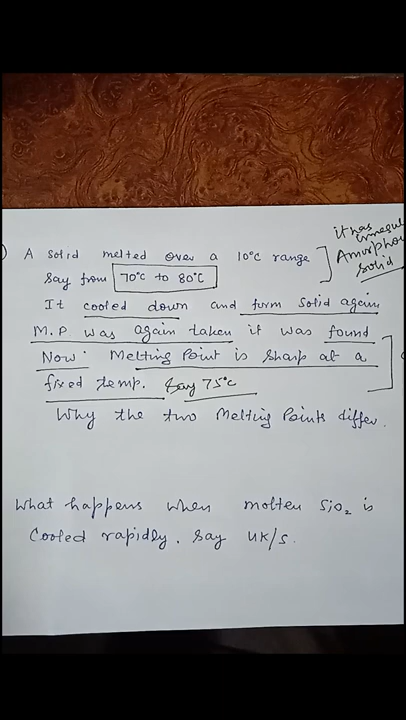 ) A solid melted over a 10°C range
say from 70°C to 80°C
it has
Amorphou
solid
It cooled down and form solid again
M.P was again taken it was found
Now: Melting Point is sharp at a
fixed temp. Say 75°C
Why the two Melting Points differ.
What happens when molten SiO₂ is
Cooled rapidly. Say 4K/s.